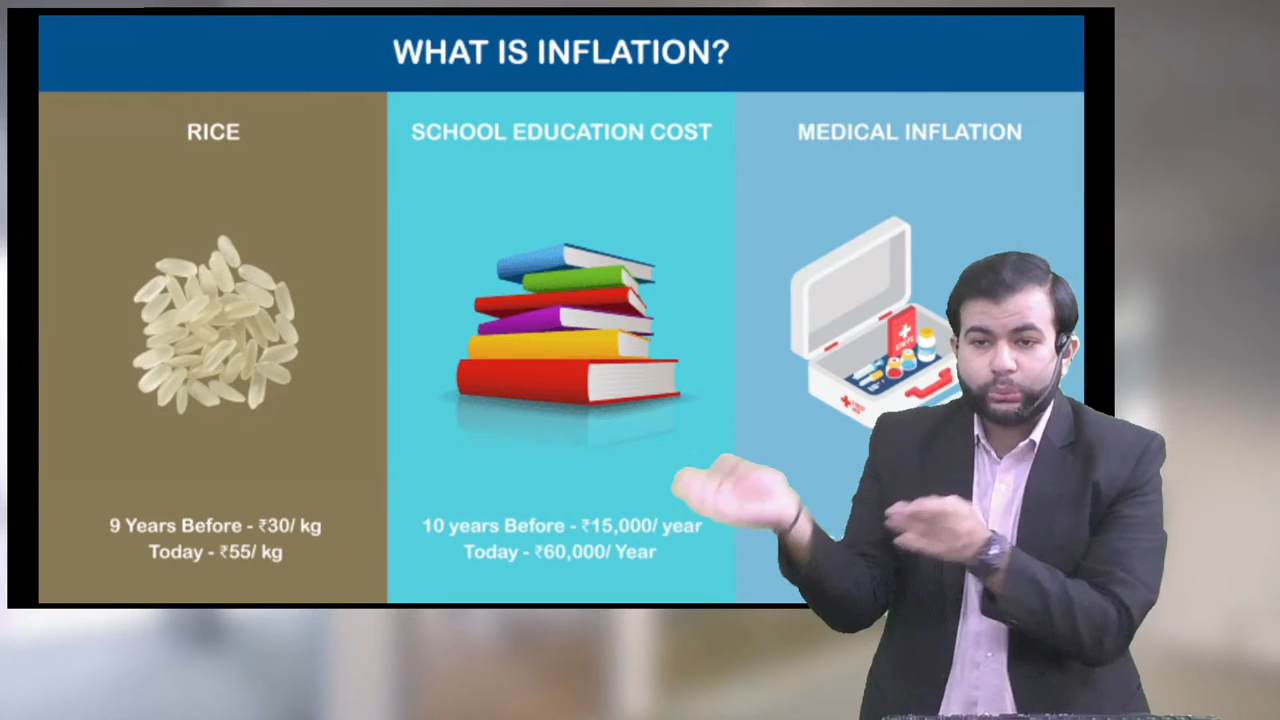 WHAT IS INFLATION?
RICE
SCHOOL EDUCATION COST
MEDICAL INFLATION
9 Years Before - ₹30/ kg
Today - ₹55/ kg
10 years Before - ₹15,000/ year
Today - ₹60,000/ Year